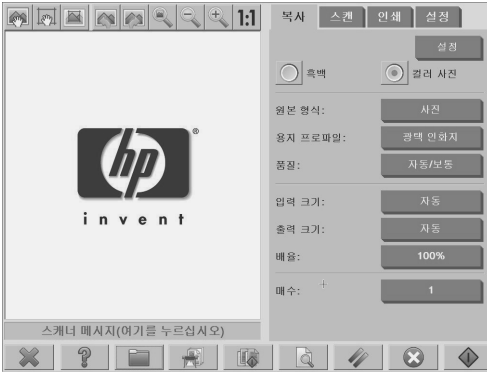 1:1
복사 스캔 인쇄 설정
설정
흑백 컬러 사진
원본 형식: 사진
용지 프로파일: 광택 인화지
품질: 자동/보통
입력 크기: 자동
출력 크기: 자동
배율: 100%
매수: 1
hp
®
invent
스캐너 메시지(여기를 누르십시오)